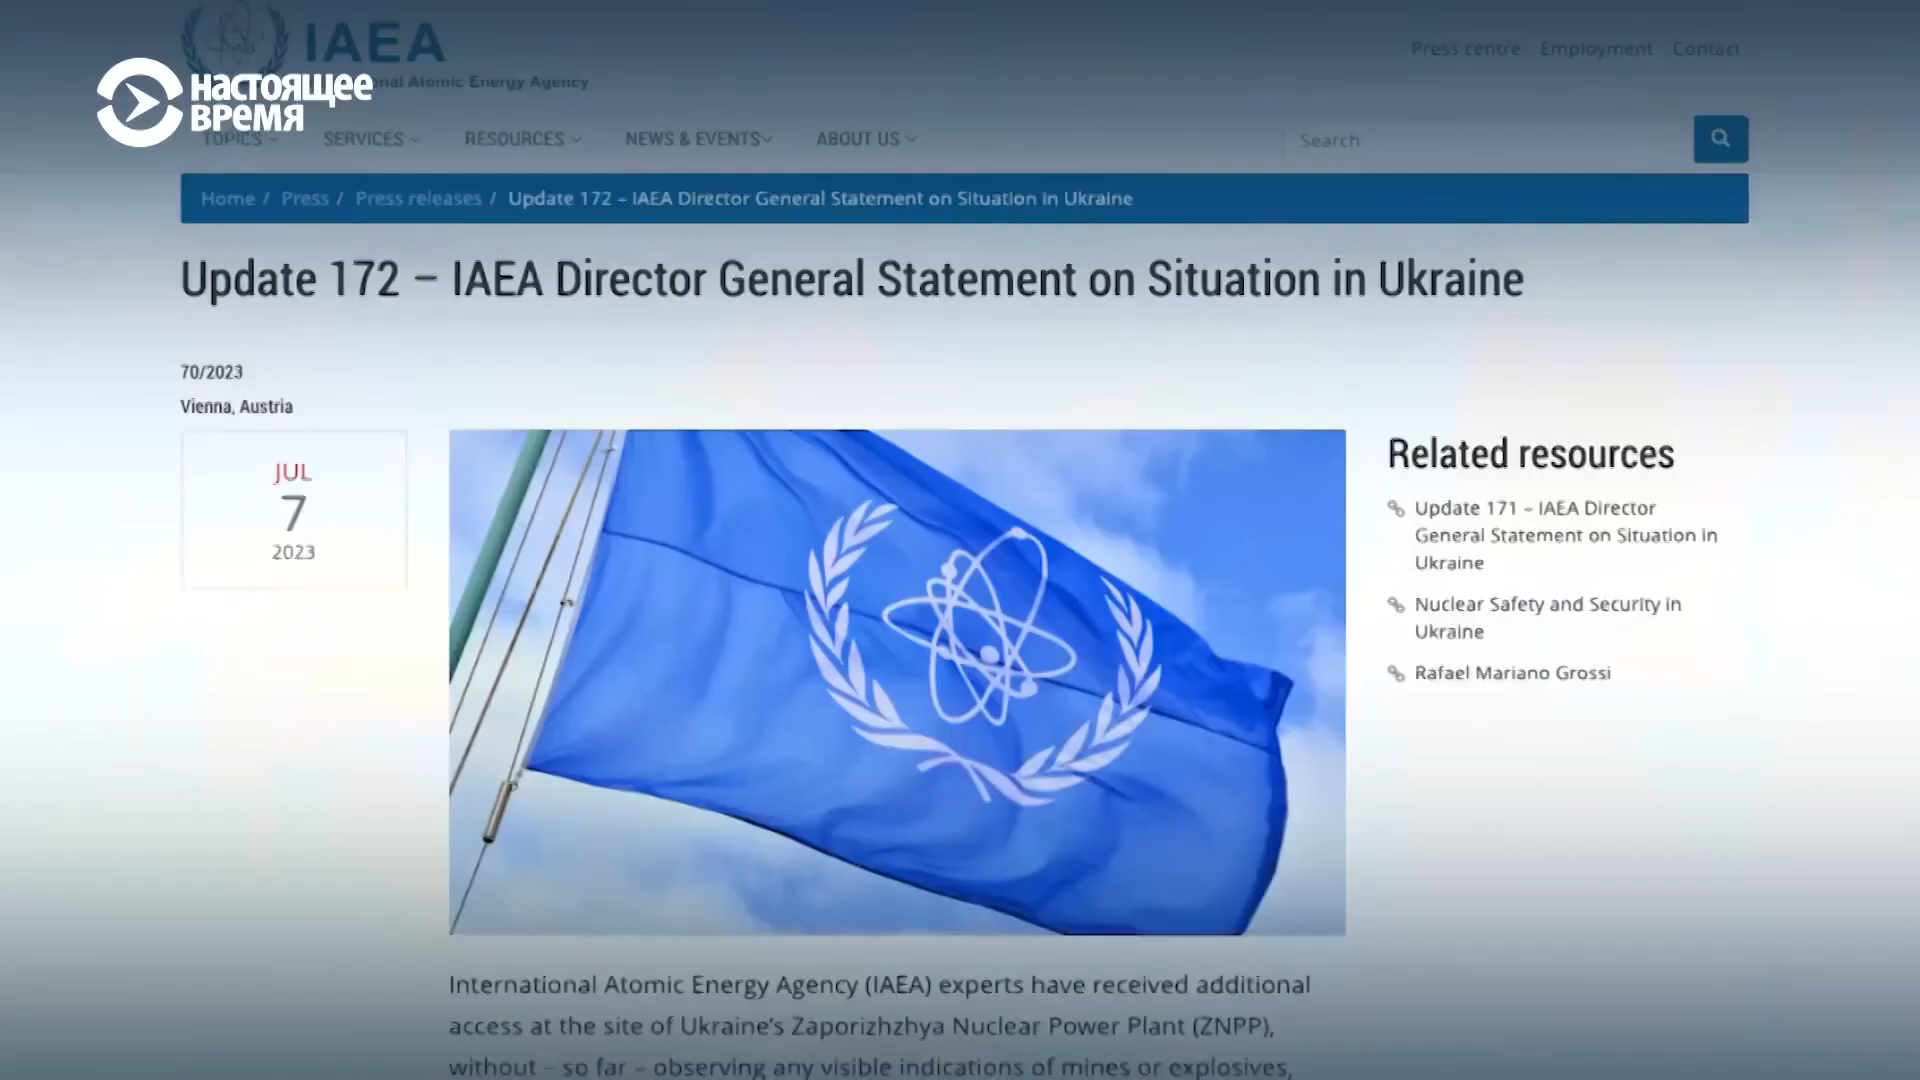 IAEA
Press centre Employment Contact
НАСТОЯЩЕЕ
ВРЕМЯ
Atomic Energy Agency
TOPICS SERVICES RESOURCES NEWS & EVENTS ABOUT US
Search
Home / Press / Press releases / Update 172 – IAEA Director General Statement on Situation in Ukraine
Update 172 – IAEA Director General Statement on Situation in Ukraine
70/2023
Vienna, Austria
JUL
7
2023
Related resources
Update 171 – IAEA Director
General Statement on Situation in
Ukraine
Nuclear Safety and Security in
Ukraine
Rafael Mariano Grossi
International Atomic Energy Agency (IAEA) experts have received additional
access at the site of Ukraine's Zaporizhzhya Nuclear Power Plant (ZNPP),
without – so far – observing any visible indications of mines or explosives,